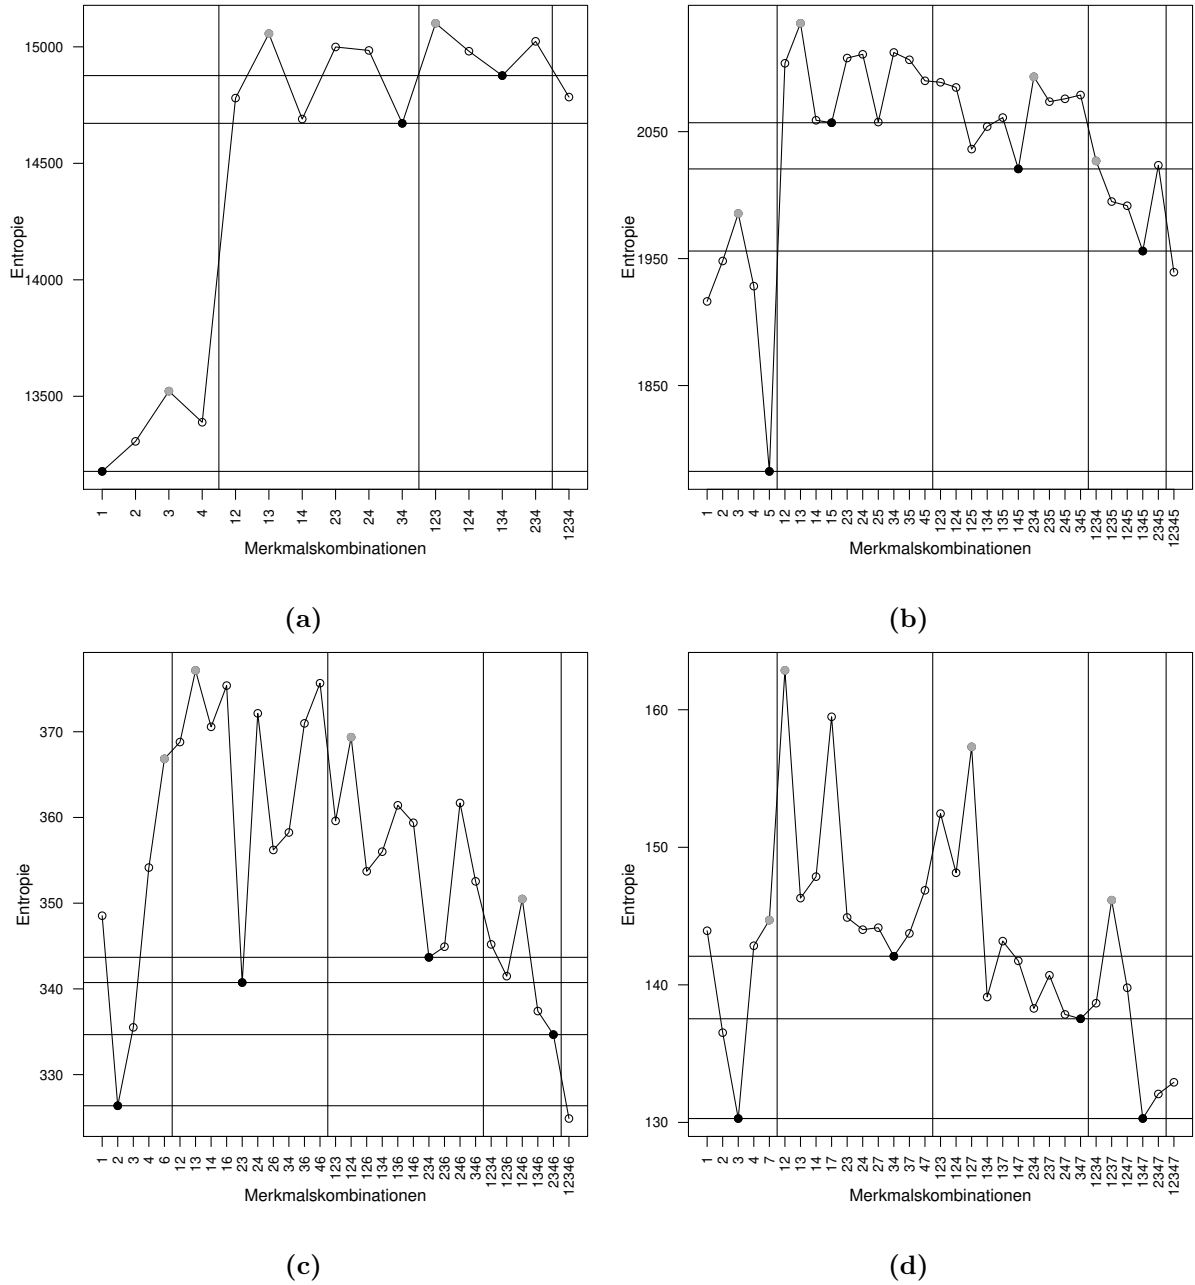 15000
14500
14000
13500
Entropie
1 2 3 4 12 13 14 23 24 34 123 124 134 234 1234
Merkmalskombinationen
(a)
2050
1950
1850
Entropie
1 2 3 4 5 12 13 14 15 23 24 25 34 35 45 123 124 125 134 135 145 234 235 245 345 1234 1235 1245 1345 2345 12345
Merkmalskombinationen
(b)
370
360
350
340
330
Entropie
1 2 3 4 6 12 13 14 16 23 24 26 34 36 46 123 124 126 134 136 146 234 236 246 346 1234 1236 1246 1346 2346 12346
Merkmalskombinationen
(c)
160
150
140
130
Entropie
1 2 3 4 7 12 13 14 17 23 24 27 34 37 47 123 124 127 134 137 147 234 237 247 347 1234 1237 1247 1347 2347 12347
Merkmalskombinationen
(d)